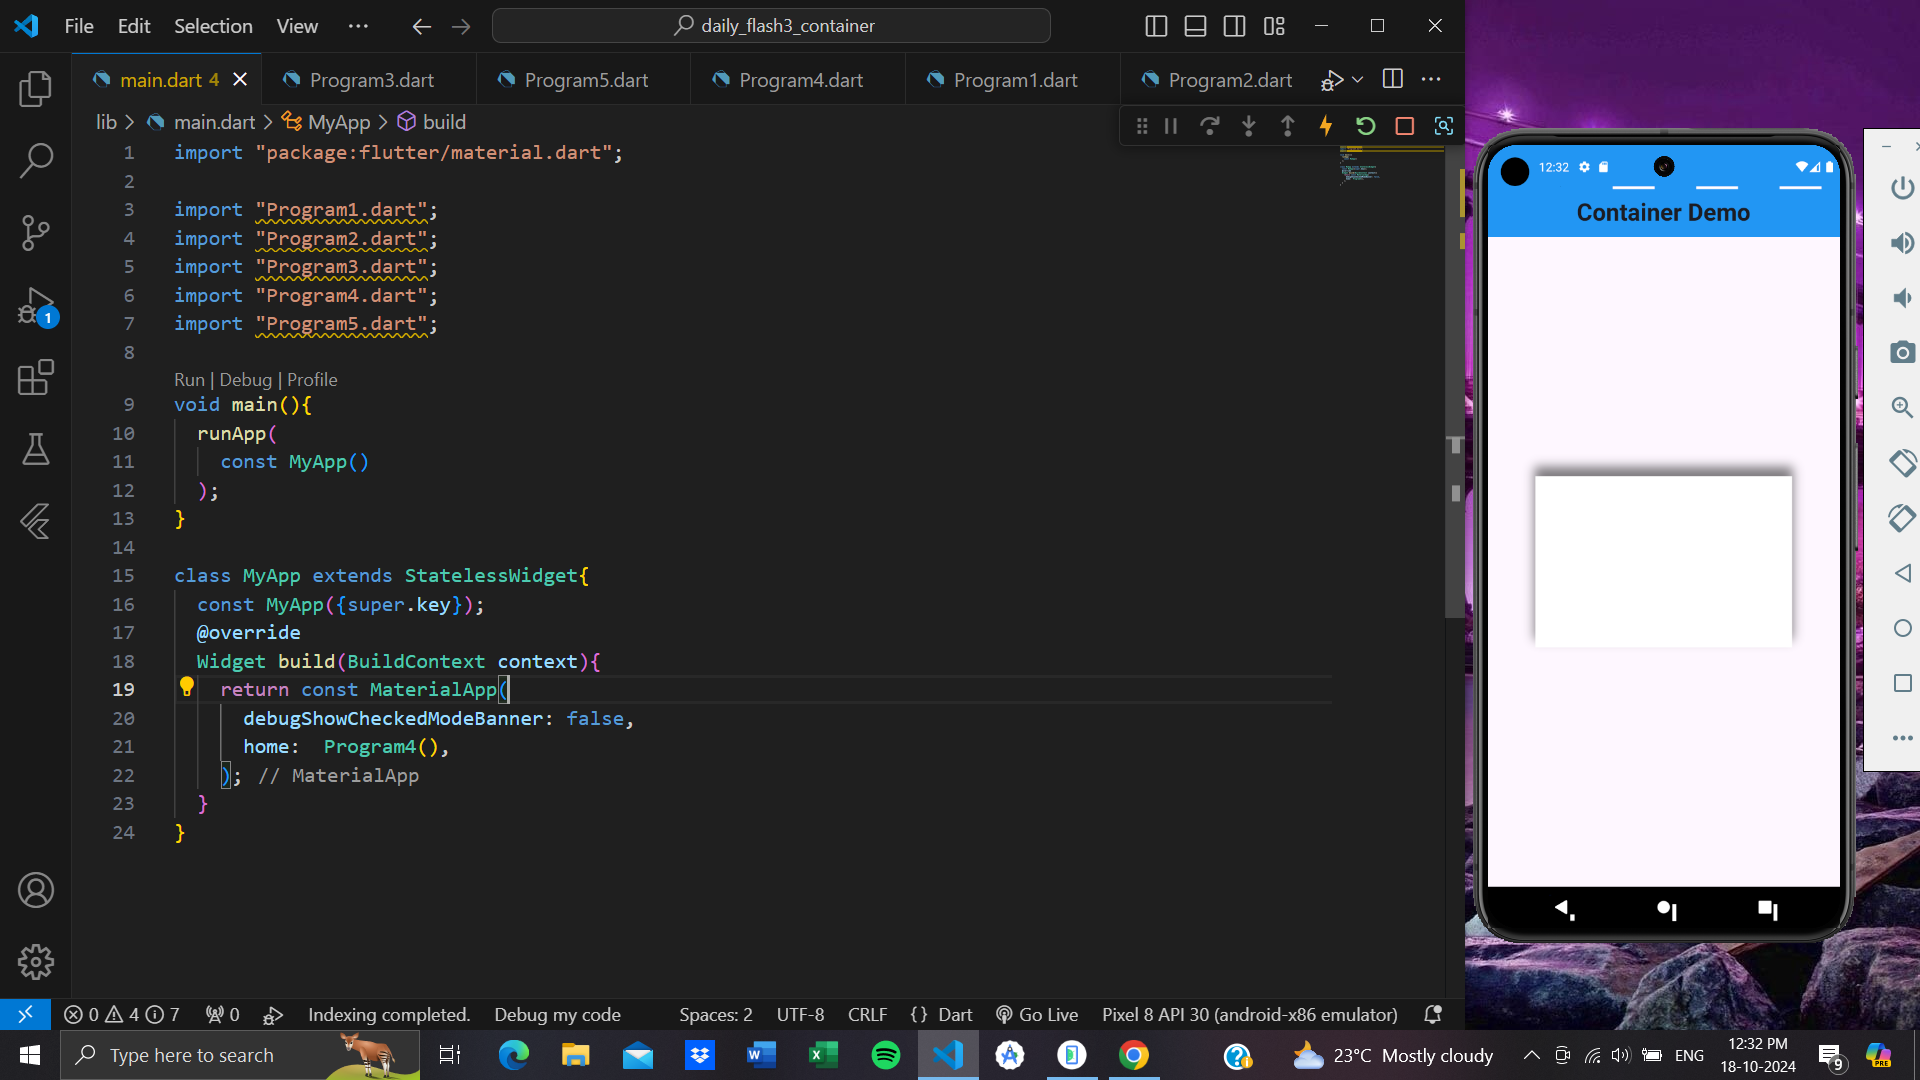 File Edit Selection View ··· daily_flash3_container
main.dart 4 Program3.dart Program5.dart Program4.dart Program1.dart Program2.dart
lib > main.dart > MyApp > build
1 import "package:flutter/material.dart";
2
3 import "Program1.dart";
4 import "Program2.dart";
5 import "Program3.dart";
6 import "Program4.dart";
7 import "Program5.dart";
8
Run | Debug | Profile
9 void main(){
10 runApp(
11 const MyApp()
12 );
13 }
14
15 class MyApp extends StatelessWidget{
16 const MyApp({super.key});
17 @override
18 Widget build(BuildContext context){
19 return const MaterialApp(
20 debugShowCheckedModeBanner: false,
21 home:  Program4(),
22 ); // MaterialApp
23 }
24 }
1
12:32
Container Demo
0 4 7 0 Indexing completed. Debug my code Spaces: 2 UTF-8 CRLF {} Dart Go Live Pixel 8 API 30 (android-x86 emulator)
Type here to search 23°C Mostly cloudy ENG 12:32 PM
18-10-2024
9
PRE